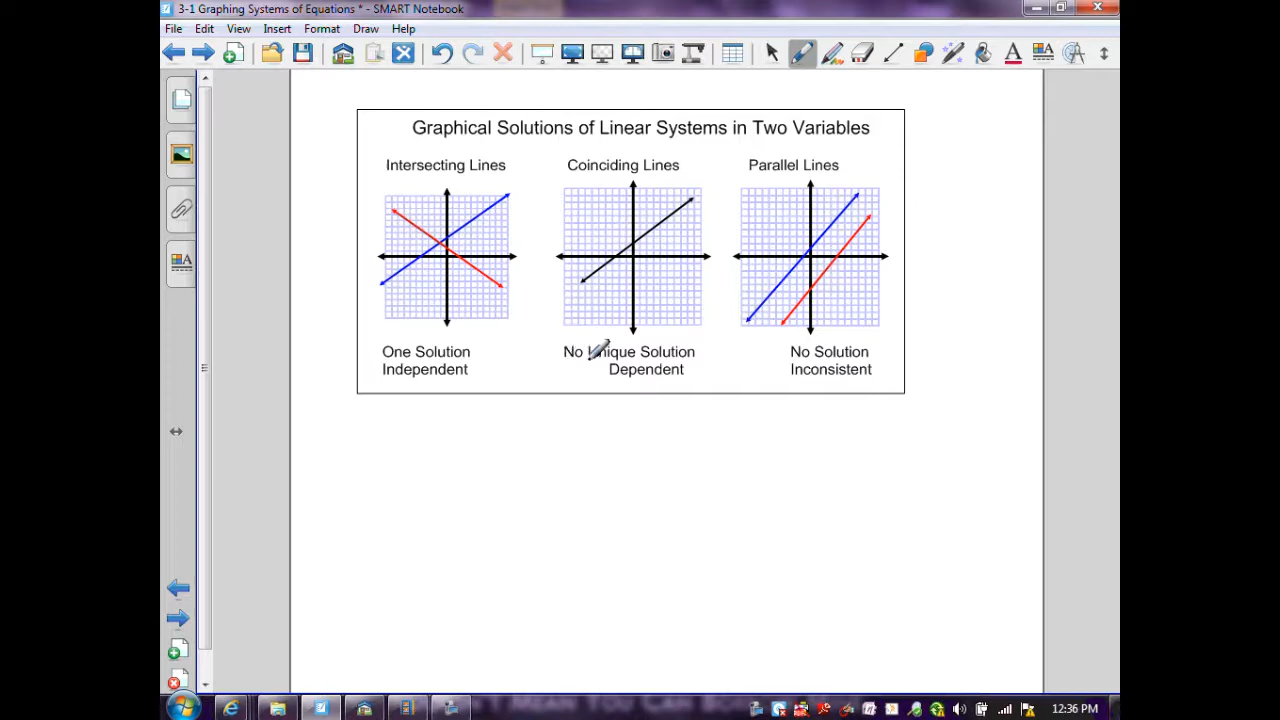 3-1 Graphing Systems of Equations * - SMART Notebook
File Edit View Insert Format Draw Help
Graphical Solutions of Linear Systems in Two Variables
Intersecting Lines Coinciding Lines Parallel Lines
One Solution No Unique Solution No Solution
Independent Dependent Inconsistent
12:36 PM